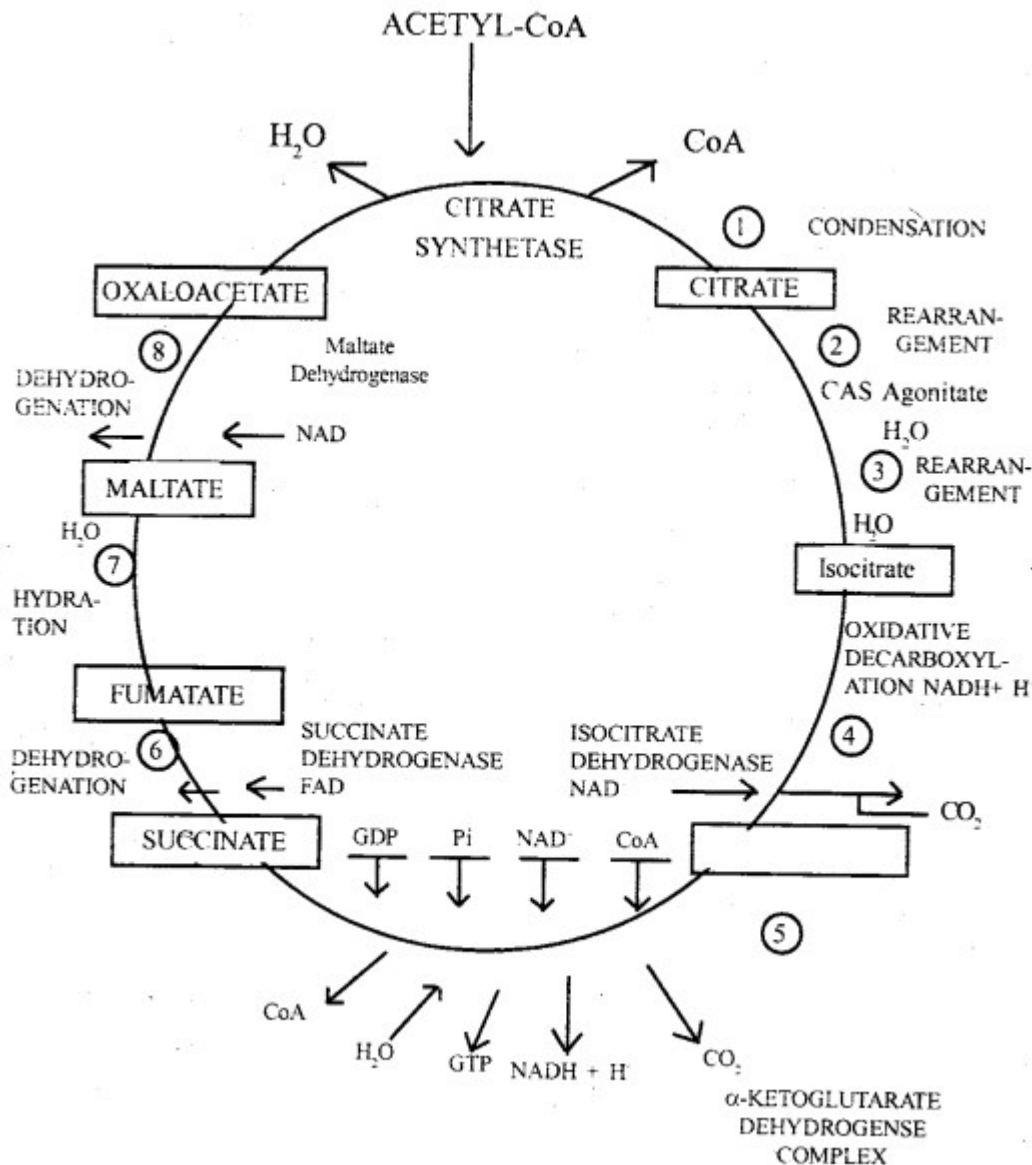 ACETYL-CoA
H₂O
CoA
CITRATE
SYNTHETASE
1
CONDENSATION
OXALOACETATE
CITRATE
8
Maltate
Dehydrogenase
2
REARRAN-
GEMENT
DEHYDRO-
GENATION
CAS Agonitate
NAD
H₂O
3
REARRAN-
GEMENT
MALTATE
H₂O
H₂O
7
Isocitrate
HYDRA-
TION
OXIDATIVE
DECARBOXYL-
ATION NADH+ H
FUMATATE
6
DEHYDRO-
GENATION
SUCCINATE
DEHYDROGENASE
FAD
ISOCITRATE
DEHYDROGENASE
NAD
4
CO₂
SUCCINATE
GDP
Pi
NAD⁻
CoA
5
CoA
H₂O
GTP
NADH + H
CO₂
α-KETOGLUTARATE
DEHYDROGENSE
COMPLEX